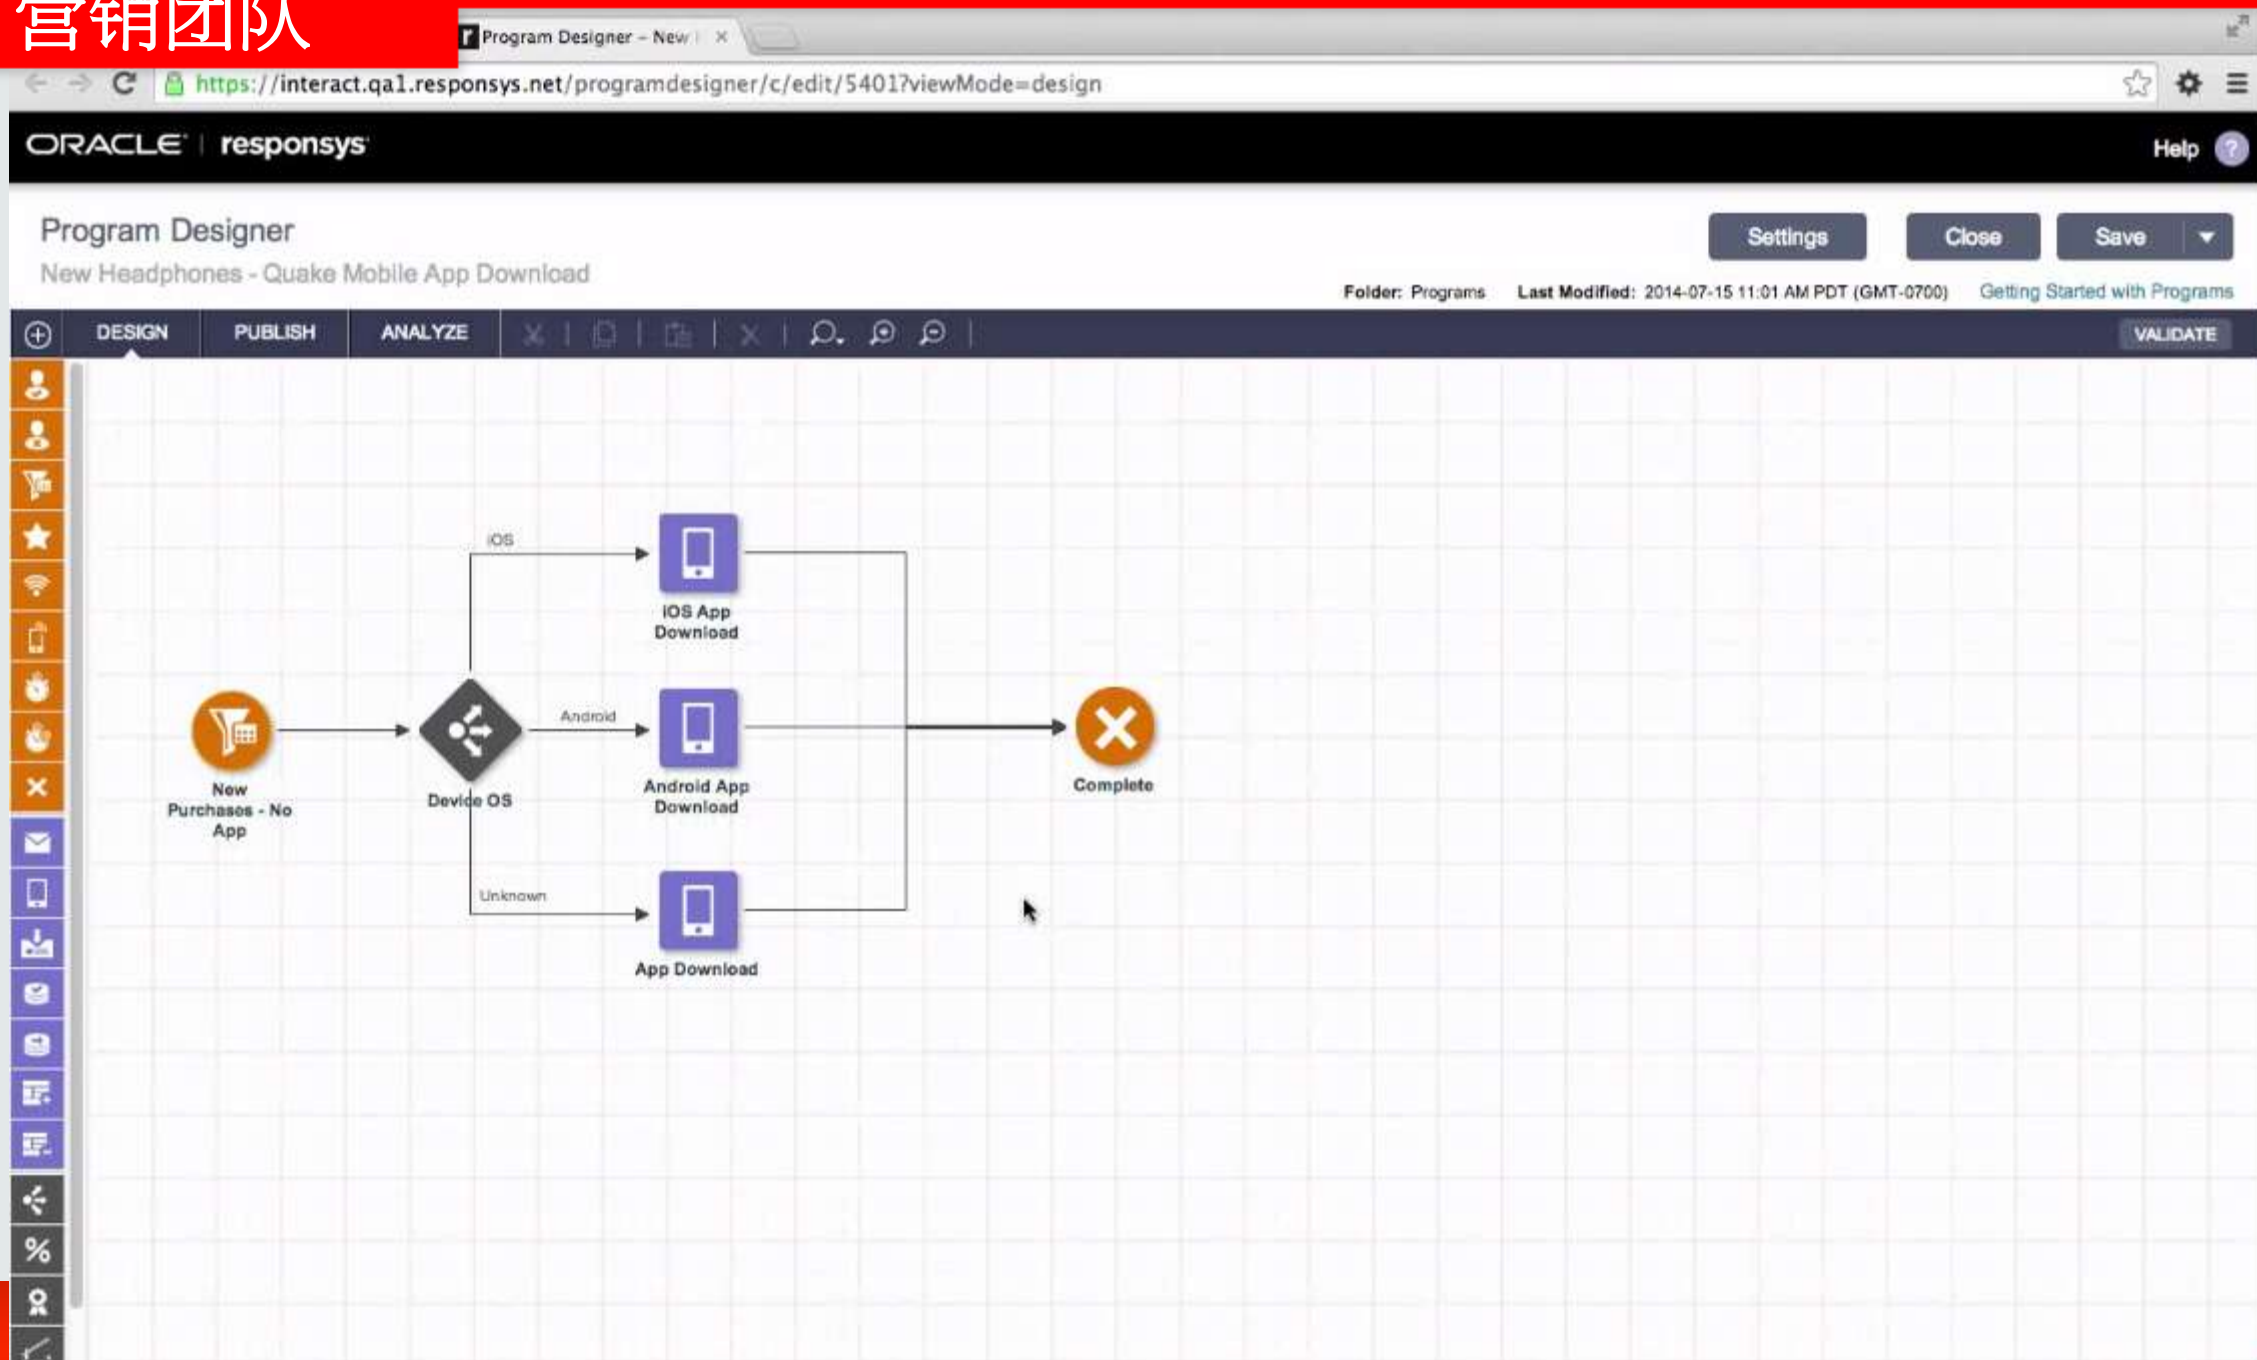 营销团队
Program Designer – New
https://interact.qa1.responsys.net/programdesigner/c/edit/5401?viewMode=design
ORACLE | responsys
Help ?
Program Designer
New Headphones - Quake Mobile App Download
Settings
Close
Save
Folder: Programs
Last Modified: 2014-07-15 11:01 AM PDT (GMT-0700)
Getting Started with Programs
DESIGN
PUBLISH
ANALYZE
VALIDATE
iOS
iOS App
Download
Android
Android App
Download
New
Purchases - No
App
Device OS
Complete
Unknown
App Download